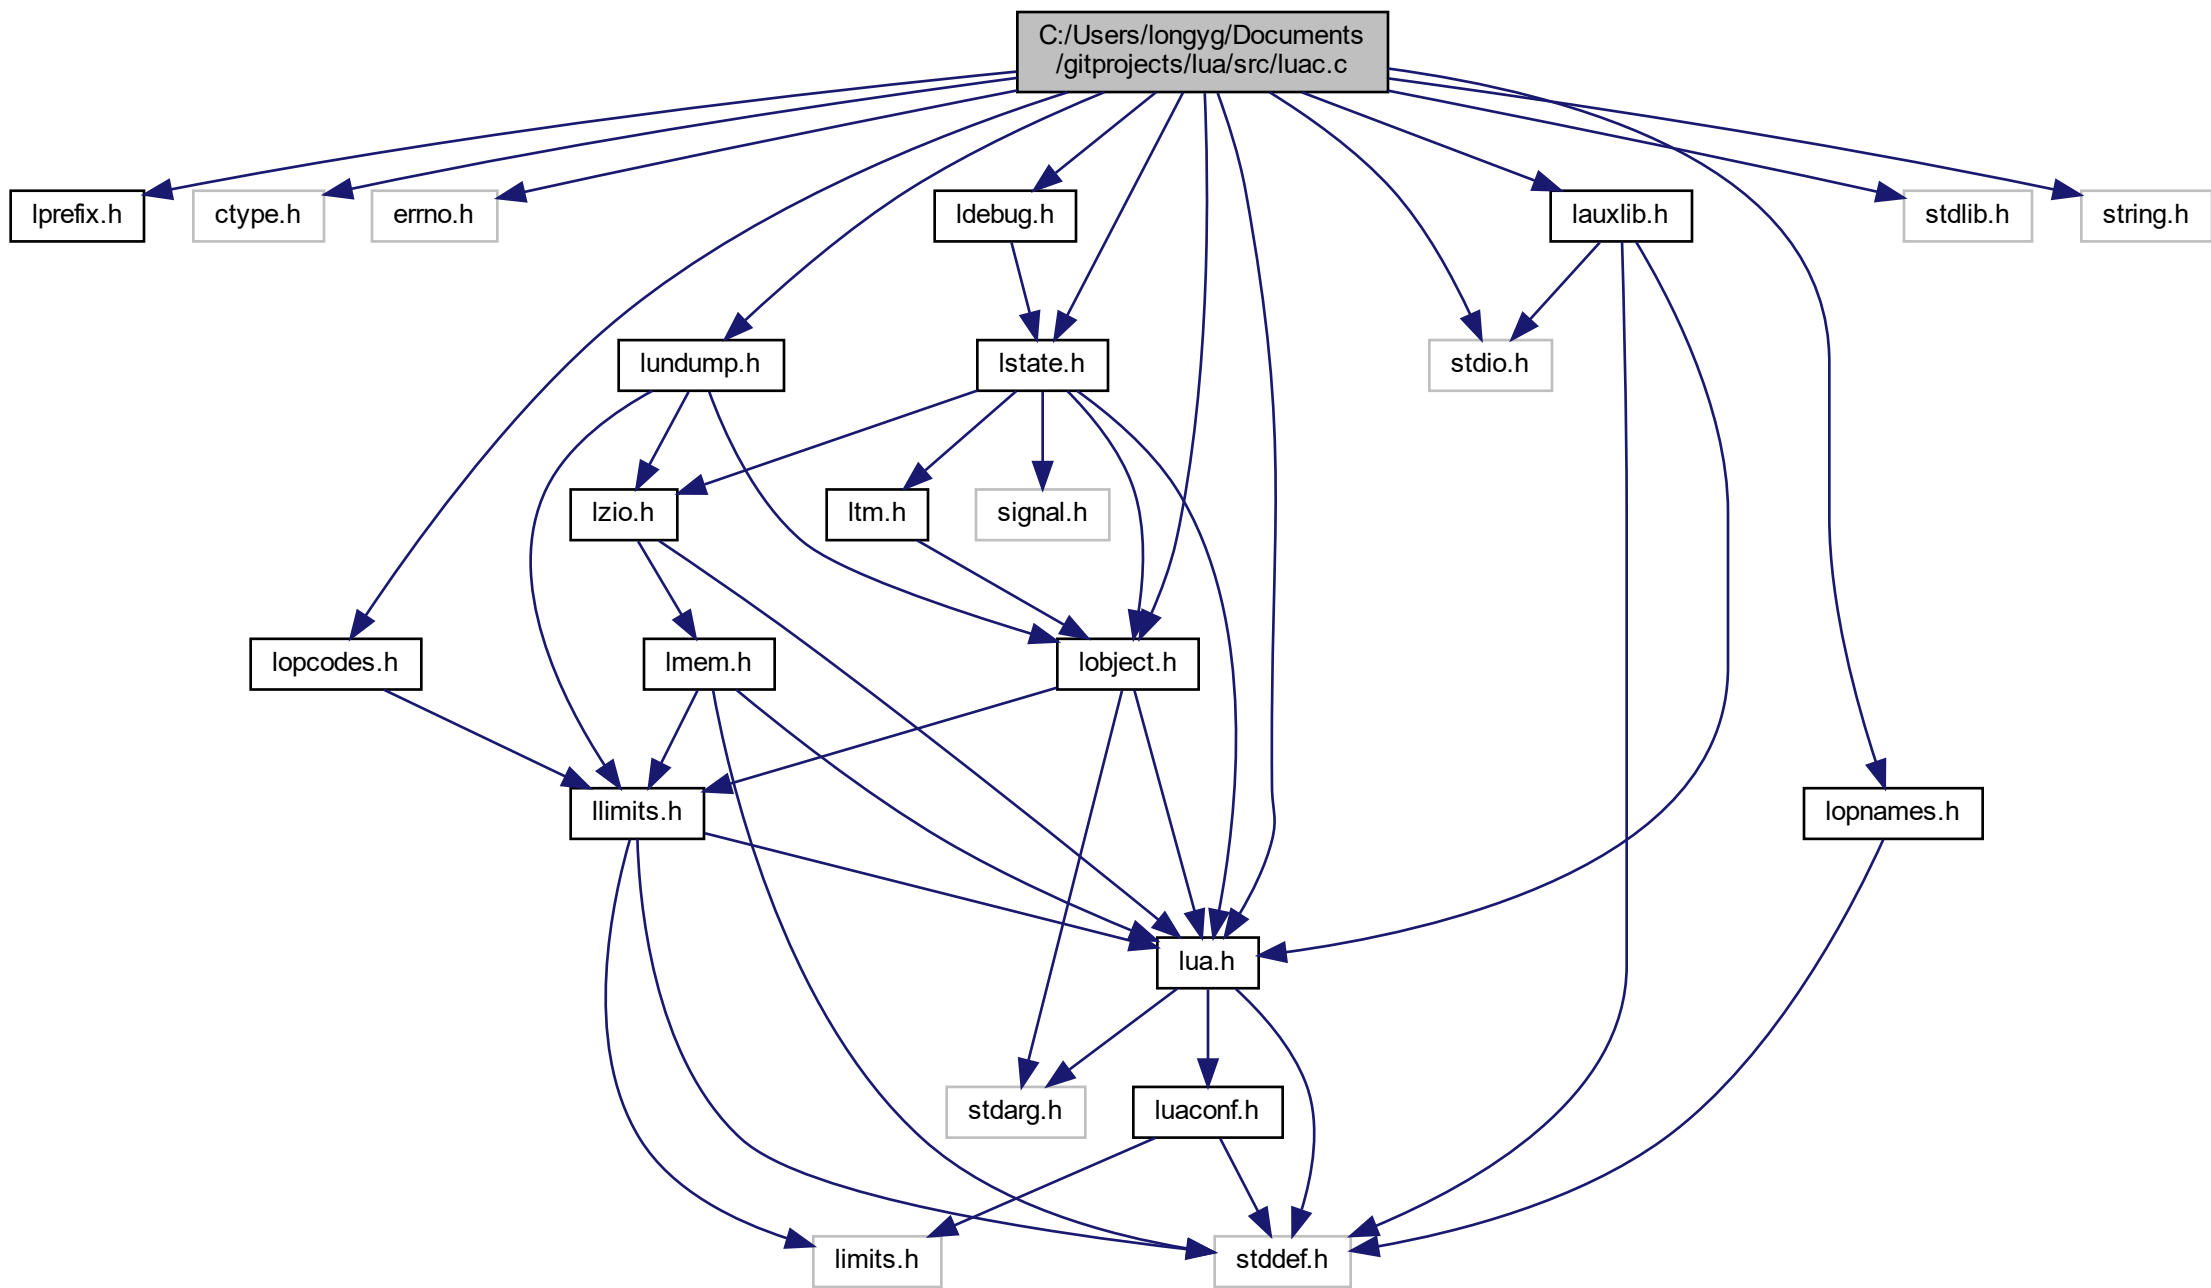 C:/Users/longyg/Documents
/gitprojects/lua/src/luac.c
lprefix.h
ctype.h
errno.h
ldebug.h
lauxlib.h
stdlib.h
string.h
lundump.h
lstate.h
stdio.h
lzio.h
ltm.h
signal.h
lopcodes.h
lmem.h
lobject.h
llimits.h
lopnames.h
lua.h
stdarg.h
luaconf.h
limits.h
stddef.h